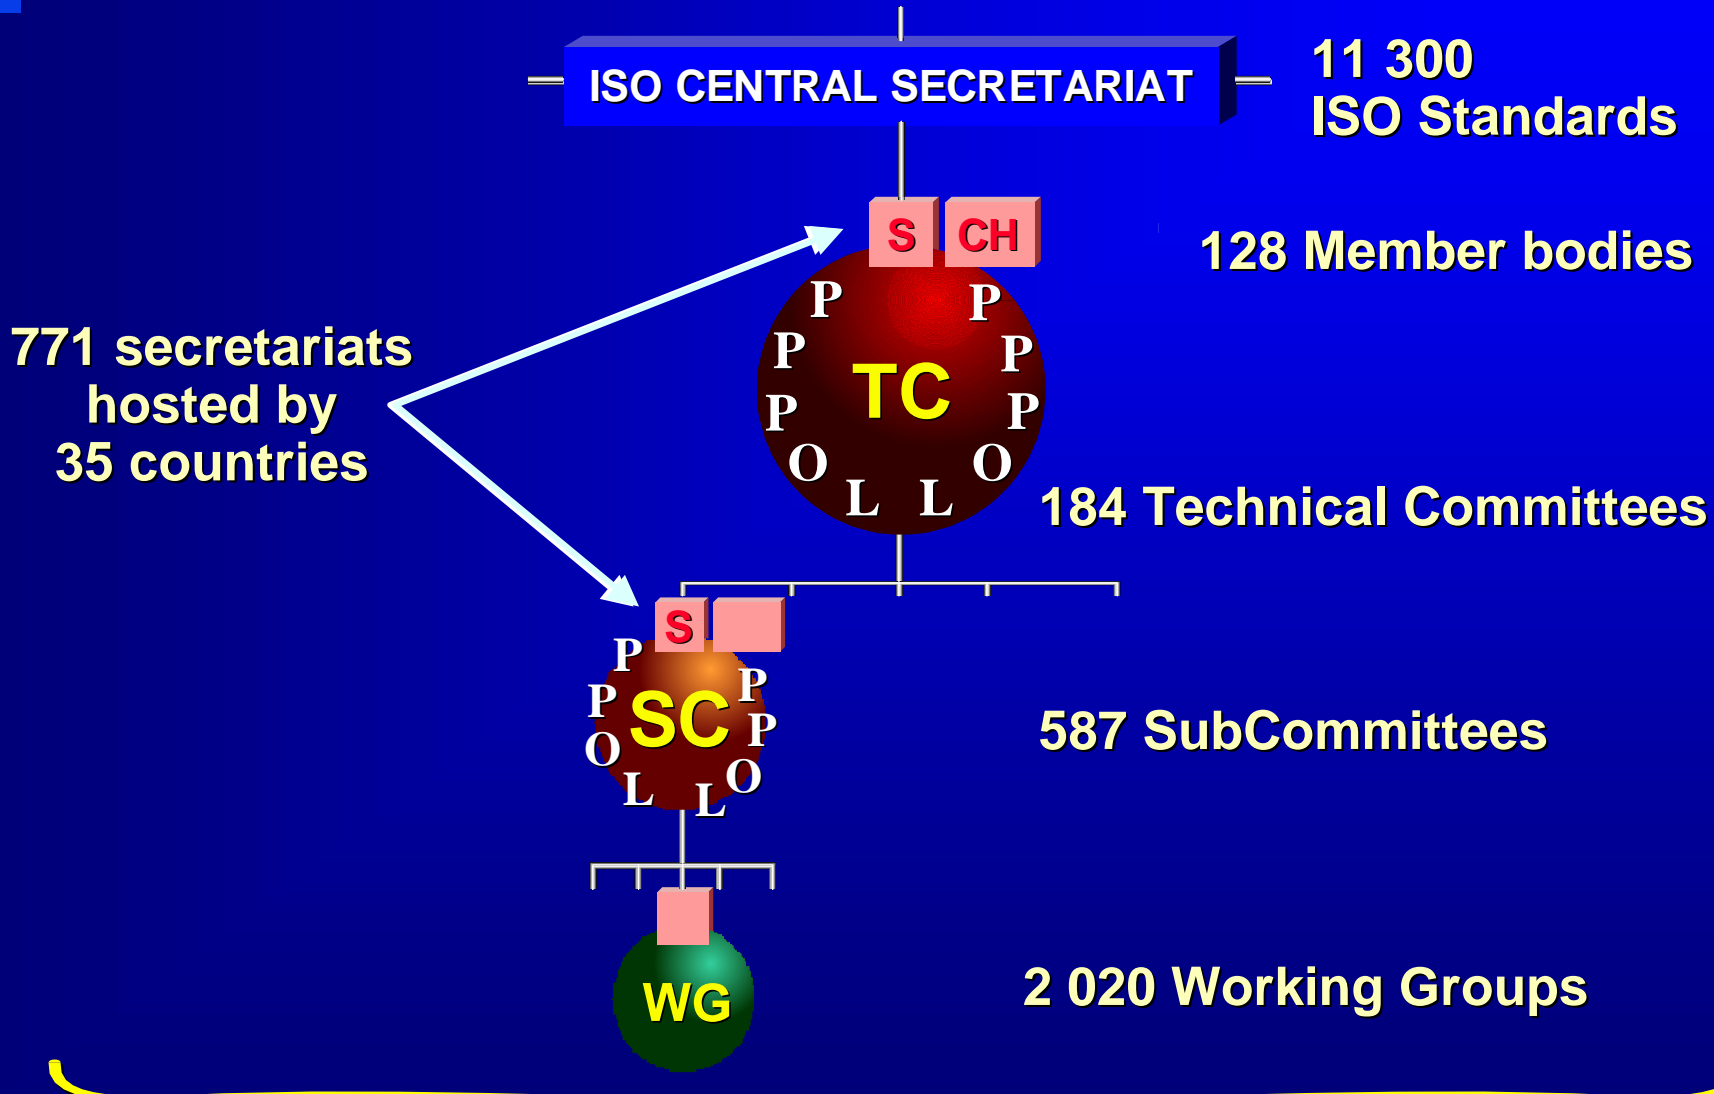 ISO CENTRAL SECRETARIAT
11 300
ISO Standards
S
CH
128 Member bodies
771 secretariats
hosted by
35 countries
P P
P P
TC
P P
O O
L L
184 Technical Committees
S
P P
P P
SC
O O
L L
587 SubCommittees
WG
2 020 Working Groups